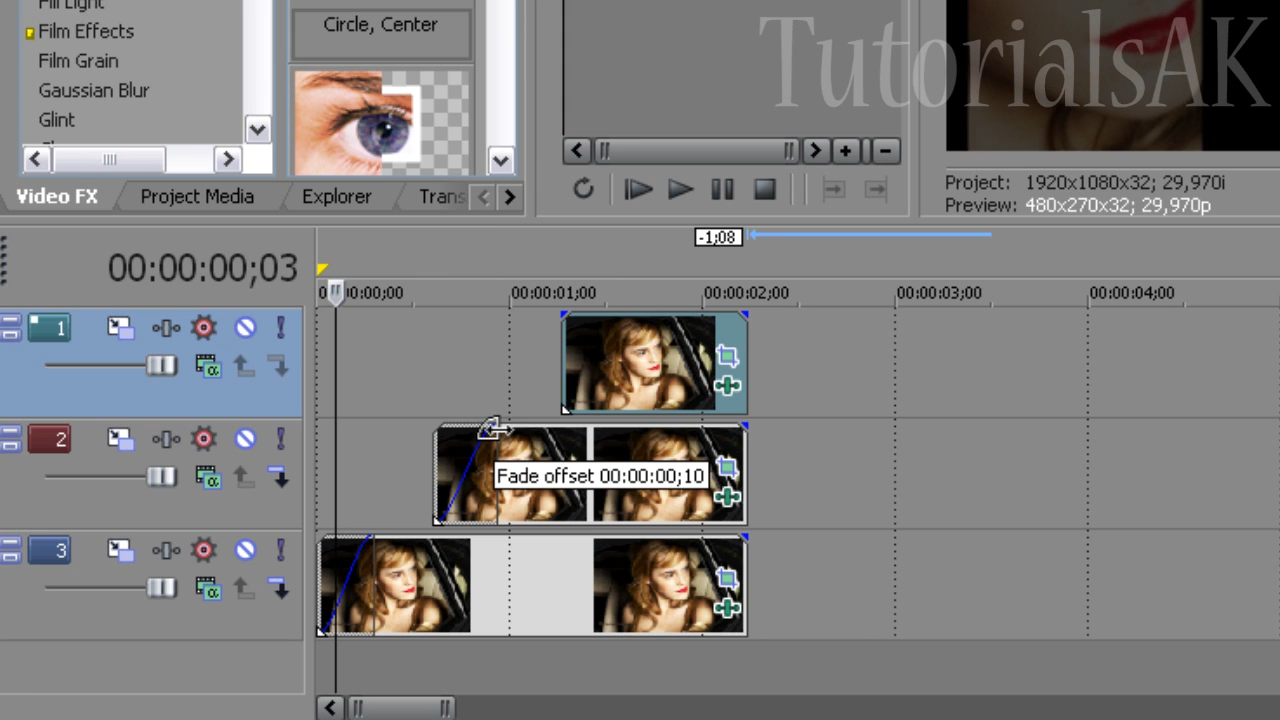 Fill Light
Film Effects
Film Grain
Gaussian Blur
Glint
Circle, Center
TutorialsAK
Video FX
Project Media
Explorer
Trans
Project: 1920x1080x32; 29,970i
Preview: 480x270x32; 29,970p
-1;08
00:00:00;03
0
0:00;00
00:00:01;00
00:00:02;00
00:00:03;00
00:00:04;00
1
2
Fade offset 00:00:00;10
3